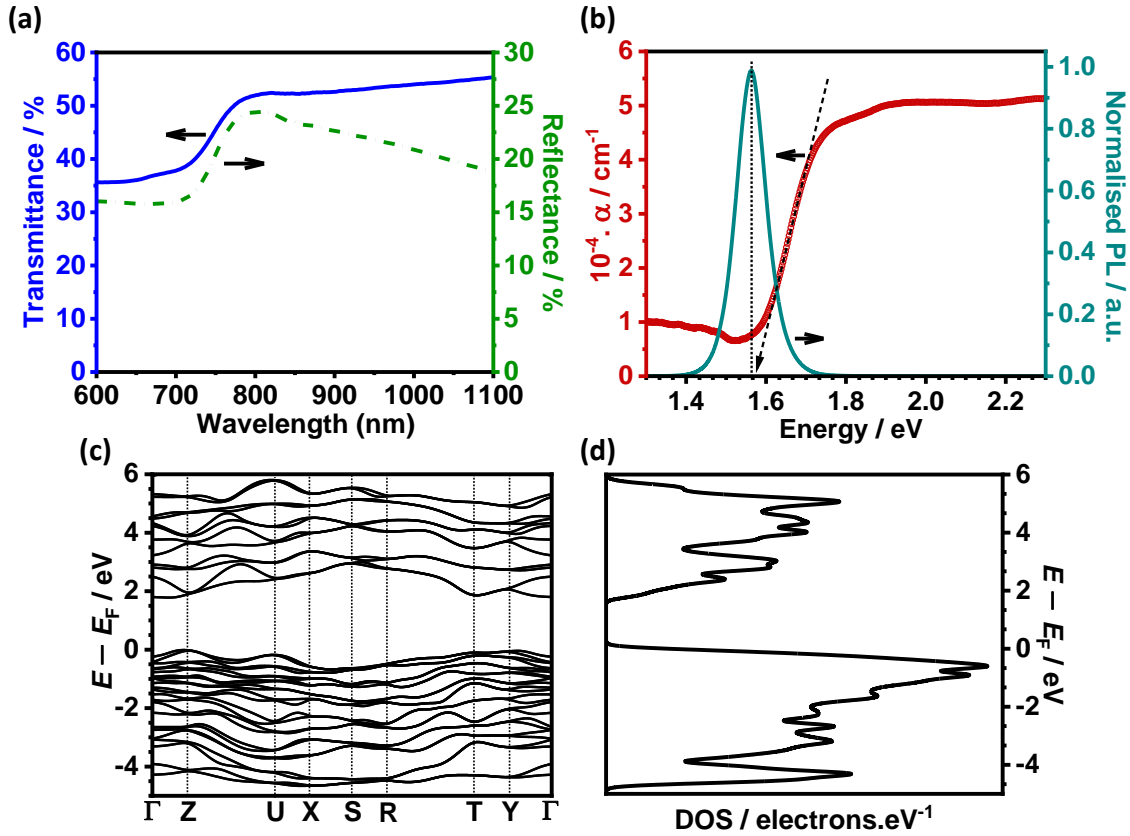 (a)
60
50
40
30
20
10
0
Transmittance / %
30
25
20
15
10
5
0
Reflectance / %
600 700 800 900 1000 1100
Wavelength (nm)
(b)
6
5
4
3
2
1
0
10⁻⁴. α / cm⁻¹
1.0
0.8
0.6
0.4
0.2
0.0
Normalised PL / a.u.
1.4 1.6 1.8 2.0 2.2
Energy / eV
(c)
6
4
2
0
-2
-4
E − E_F / eV
Γ Z U X S R T Y Γ
(d)
6
4
2
0
-2
-4
E − E_F / eV
DOS / electrons.eV⁻¹